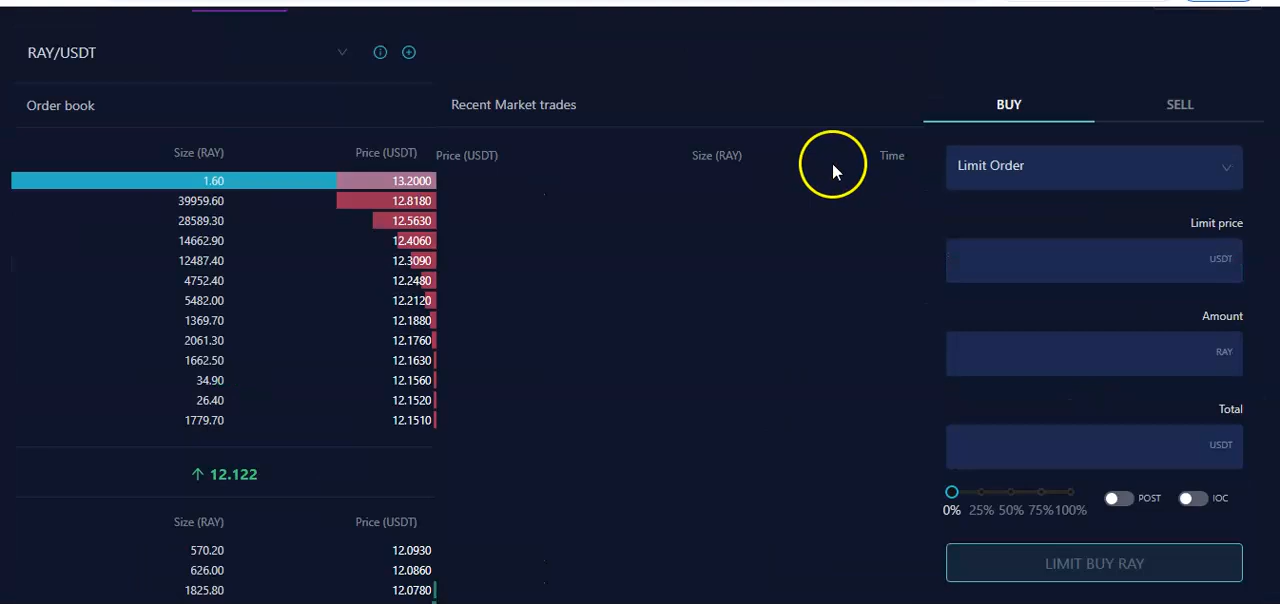 RAY/USDT
Order book
Size (RAY) Price (USDT)
1.60 13.2000
39959.60 12.8180
28589.30 12.5630
14662.90 12.4060
12487.40 12.3090
4752.40 12.2480
5482.00 12.2120
1369.70 12.1880
2061.30 12.1760
1662.50 12.1630
34.90 12.1560
26.40 12.1520
1779.70 12.1510
↑ 12.122
Size (RAY) Price (USDT)
570.20 12.0930
626.00 12.0860
1825.80 12.0780
Recent Market trades
Price (USDT) Size (RAY) Time
BUY SELL
Limit Order
Limit price
USDT
Amount
RAY
Total
USDT
0% 25% 50% 75% 100% POST IOC
LIMIT BUY RAY